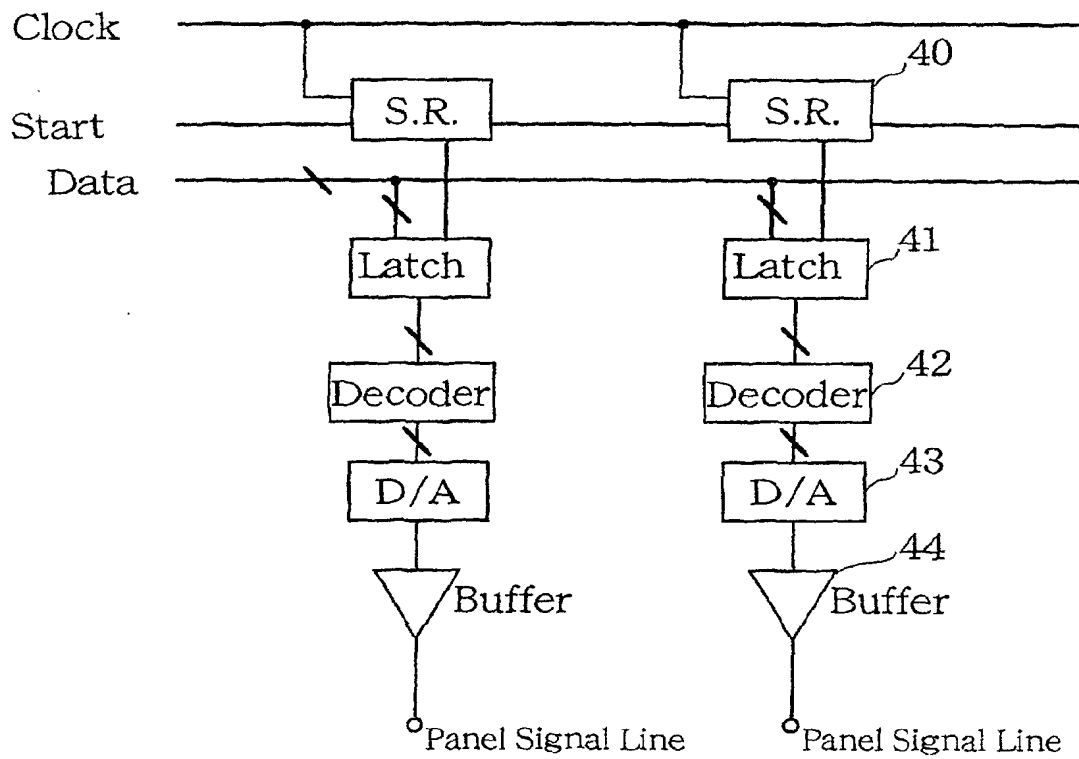 Clock
40
S.R.
S.R.
Start
Data
41
Latch
Latch
42
Decoder
Decoder
43
D/A
D/A
44
Buffer
Buffer
Panel Signal Line
Panel Signal Line